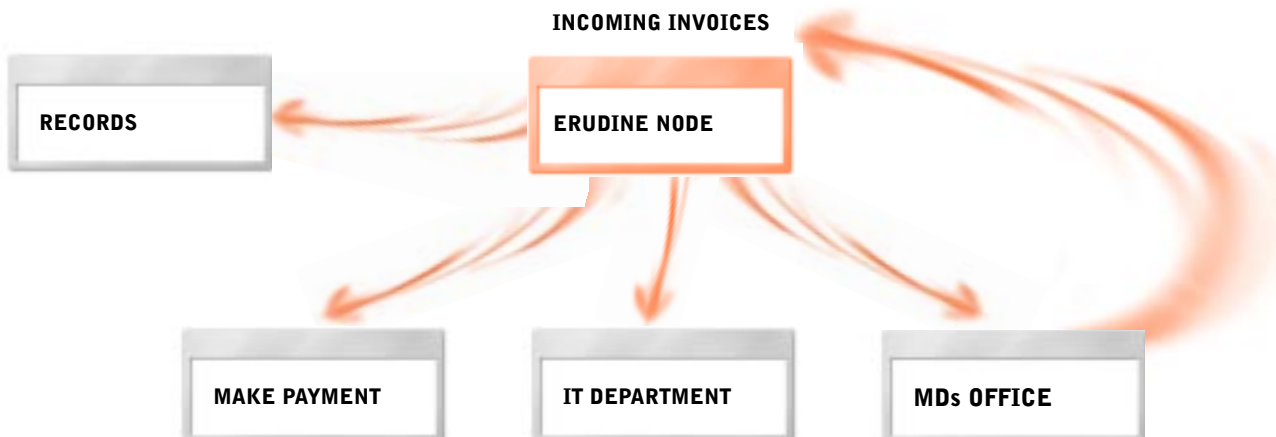 INCOMING INVOICES
RECORDS
ERUDINE NODE
MAKE PAYMENT
IT DEPARTMENT
MDs OFFICE